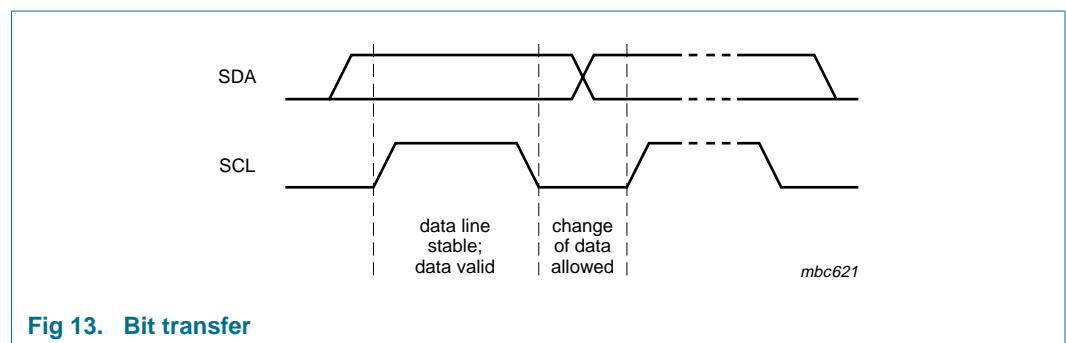 SDA
SCL
data line
stable;
data valid
change
of data
allowed
mbc621
Fig 13. Bit transfer